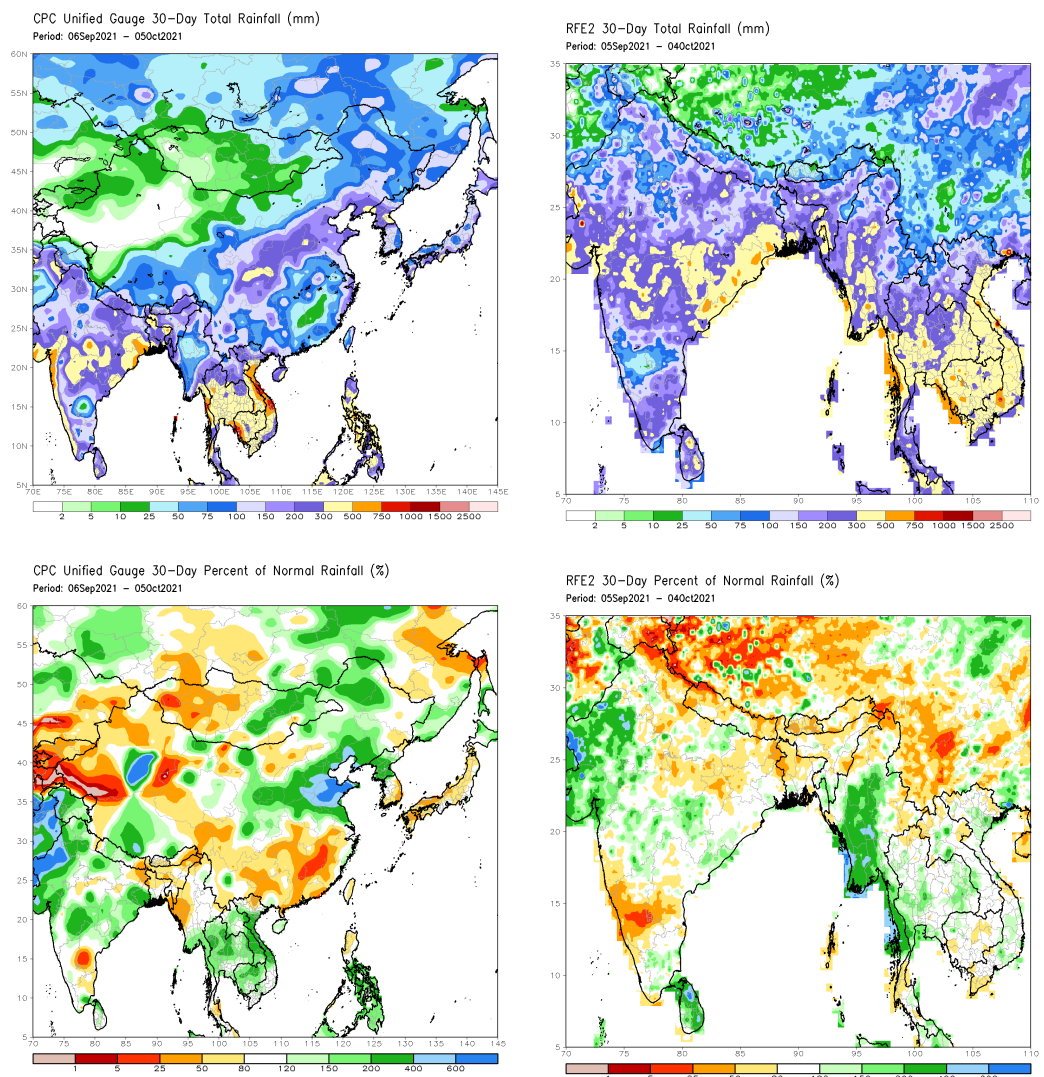 CPC Unified Gauge 30-Day Total Rainfall (mm)
Period: 06Sep2021 - 05Oct2021
60N
55N
50N
45N
40N
35N
30N
25N
20N
15N
10N
5N
70E 75E 80E 85E 90E 95E 100E 105E 110E 115E 120E 125E 130E 135E 140E 145E
2 5 10 25 50 75 100 150 200 300 500 750 1000 1500 2500
RFE2 30-Day Total Rainfall (mm)
Period: 05Sep2021 - 04Oct2021
35
30
25
20
15
10
5
75 80 85 90 95 100 105 110
2 5 10 25 50 75 100 150 200 300 500 750 1000 1500 2500
CPC Unified Gauge 30-Day Percent of Normal Rainfall (%)
Period: 06Sep2021 - 05Oct2021
60
55
50
45
40
35
30
25
20
15
10
5
70 75 80 85 90 95 100 105 110 115 120 125 130 135 140 145
1 5 25 50 80 120 150 200 400 600
RFE2 30-Day Percent of Normal Rainfall (%)
Period: 05Sep2021 - 04Oct2021
35
30
25
20
15
10
5
70 75 80 85 90 95 100 105 110